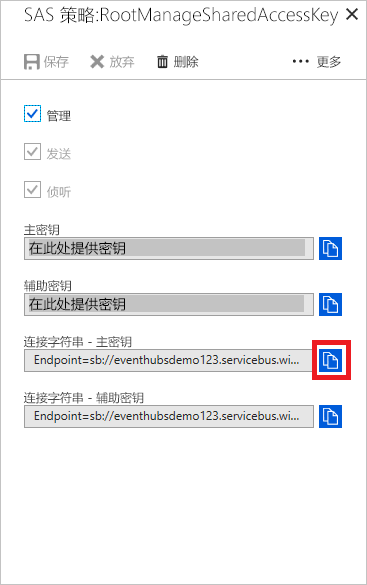 SAS 策略:RootManageSharedAccessKey
保存 放弃 删除 更多
管理
发送
侦听
主密钥
在此处提供密钥
辅助密钥
在此处提供密钥
连接字符串 - 主密钥
Endpoint=sb://eventhubsdemo123.servicebus.wi...
连接字符串 - 辅助密钥
Endpoint=sb://eventhubsdemo123.servicebus.wi...